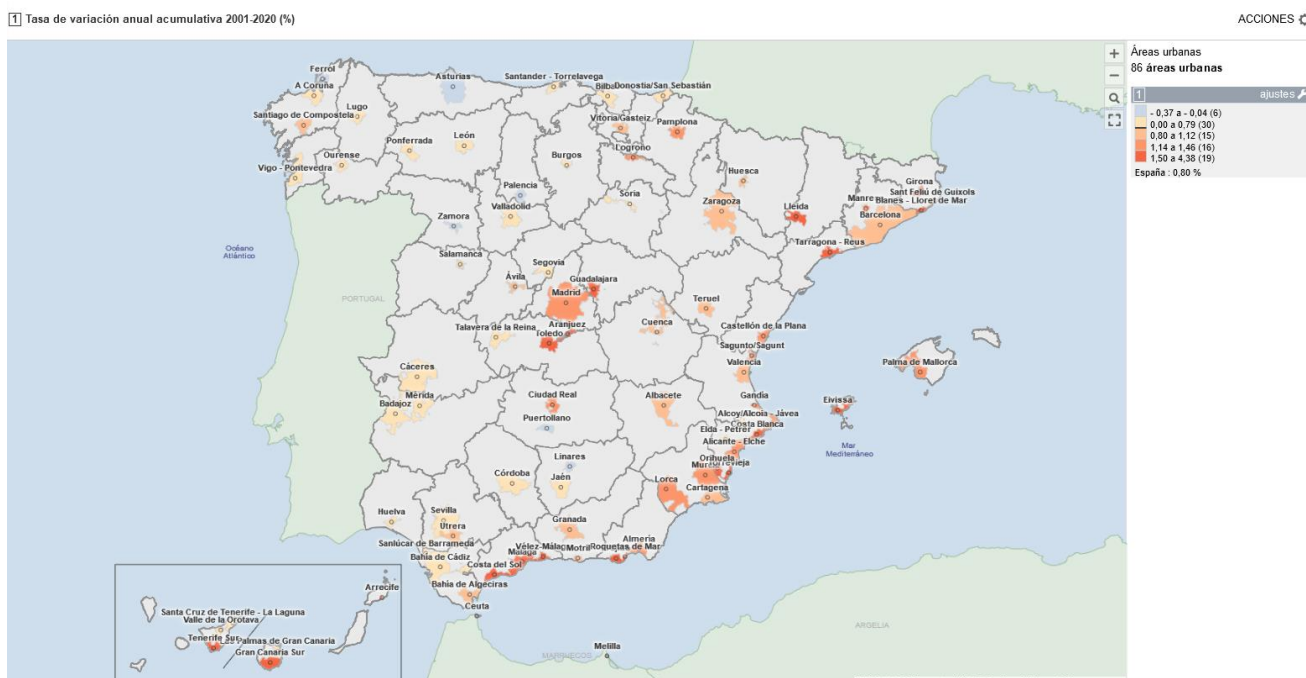 1 Tasa de variación anual acumulativa 2001-2020 (%)
ACCIONES
Áreas urbanas
86 áreas urbanas
1 ajustes
- 0,37 a - 0,04 (6)
0,00 a 0,79 (30)
0,80 a 1,12 (15)
1,14 a 1,46 (16)
1,50 a 4,38 (19)
España : 0,80 %
Ferrol
A Coruña
Asturias
Santander - Torrelavega
Donostia/San Sebastián
Lugo
Santiago de Compostela
Vitoria/Gasteiz
Pamplona
León
Ponferrada
Logroño
Ourense
Burgos
Vigo - Pontevedra
Huesca
Girona
Palencia
Soria
Sant Feliú de Guixols
Blanes - Lloret de Mar
Valladolid
Zaragoza
Lleida
Barcelona
Zamora
Tarragona - Reus
Océano
Atlántico
Salamanca
Segovia
Ávila
Guadalajara
Madrid
PORTUGAL
Teruel
Talavera de la Reina
Aranjuez
Toledo
Cuenca
Castellón de la Plana
Sagunto/Sagunt
Valencia
Palma de Mallorca
Cáceres
Mérida
Badajoz
Ciudad Real
Albacete
Gandia
Eivissa
Puertollano
Alcoy/Alcoia - Jávea
Costa Blanca
Elda - Petrer
Alicante - Elche
Mar
Mediterráneo
Linares
Orihuela
Córdoba
Jaén
Lorca
Cartagena
Huelva
Sevilla
Utrera
Granada
Sanlúcar de Barrameda
Almería
Roquetas de Mar
Málaga
Bahía de Cádiz
Costa del Sol
Bahía de Algeciras
Ceuta
Arrecife
Santa Cruz de Tenerife - La Laguna
Valle de la Orotava
Tenerife Sur
Palmas de Gran Canaria
Gran Canaria Sur
ARGELIA
MARRUECOS
Melilla